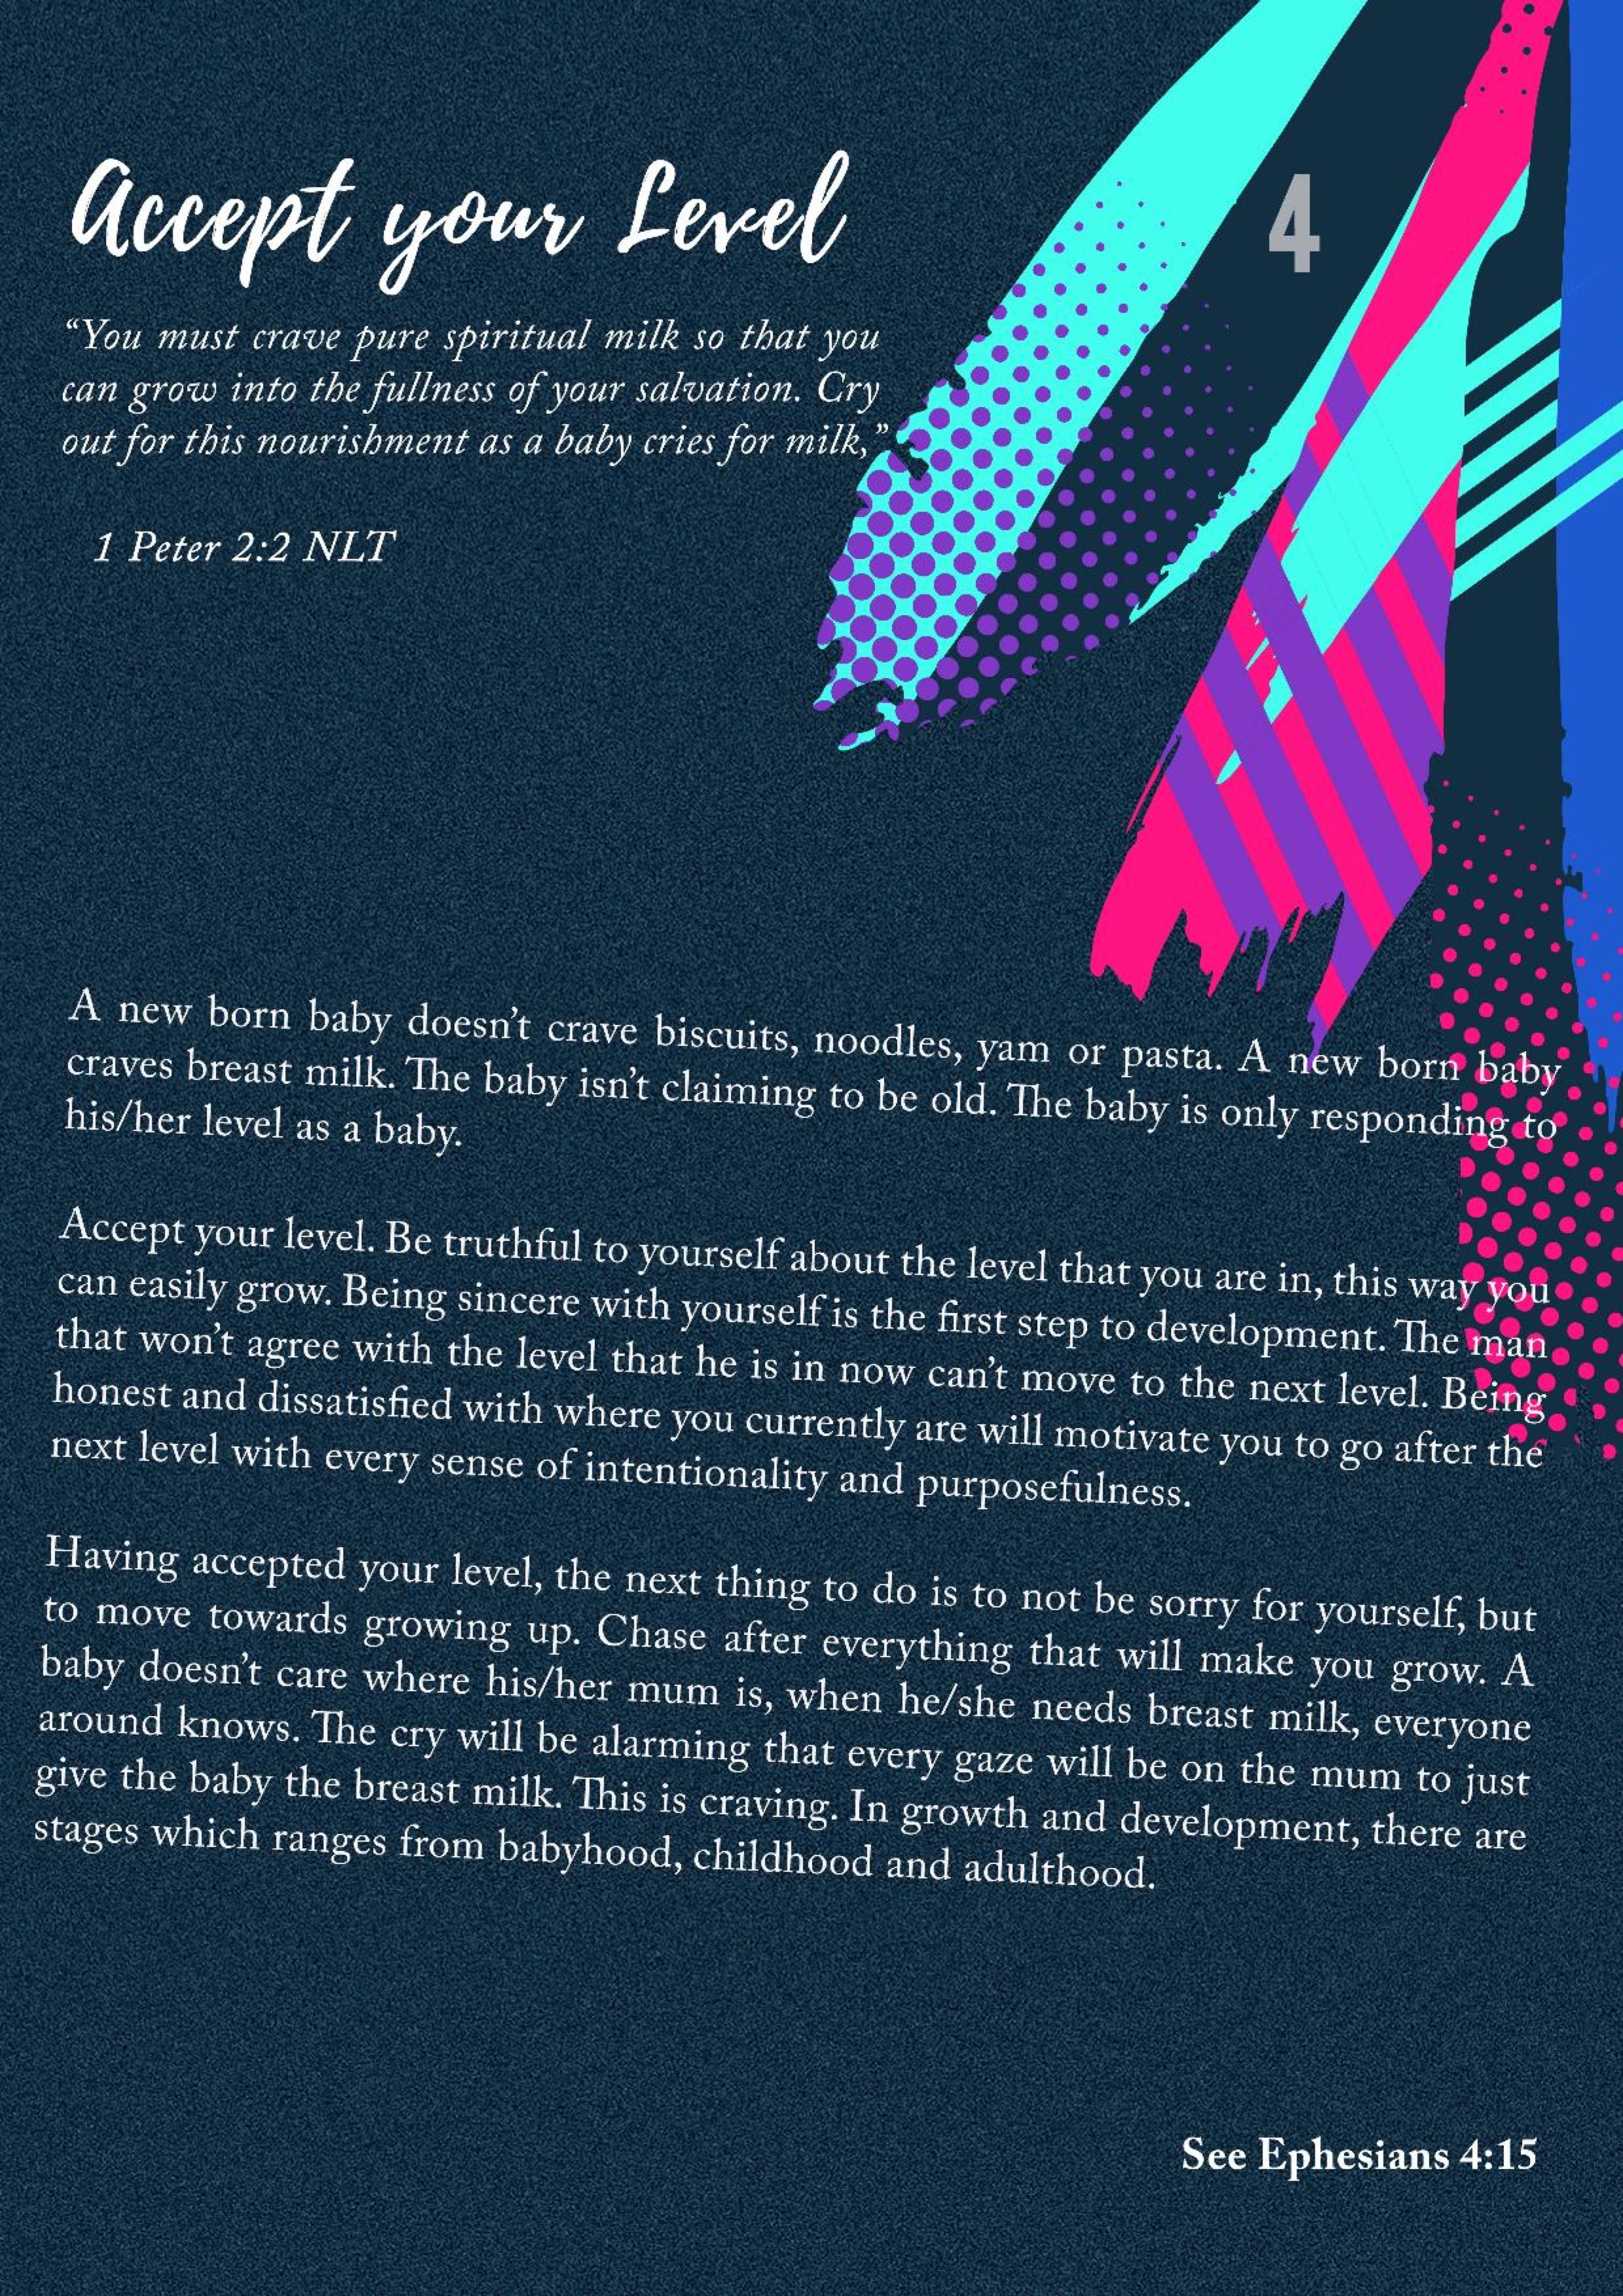 Accept your Level
4
“You must crave pure spiritual milk so that you
can grow into the fullness of your salvation. Cry
out for this nourishment as a baby cries for milk,”
1 Peter 2:2 NLT
A new born baby doesn’t crave biscuits, noodles, yam or pasta. A new born baby
craves breast milk. The baby isn’t claiming to be old. The baby is only responding to
his/her level as a baby.
Accept your level. Be truthful to yourself about the level that you are in, this way you
can easily grow. Being sincere with yourself is the first step to development. The man
that won’t agree with the level that he is in now can’t move to the next level. Being
honest and dissatisfied with where you currently are will motivate you to go after the
next level with every sense of intentionality and purposefulness.
Having accepted your level, the next thing to do is to not be sorry for yourself, but
to move towards growing up. Chase after everything that will make you grow. A
baby doesn’t care where his/her mum is, when he/she needs breast milk, everyone
around knows. The cry will be alarming that every gaze will be on the mum to just
give the baby the breast milk. This is craving. In growth and development, there are
stages which ranges from babyhood, childhood and adulthood.
See Ephesians 4:15